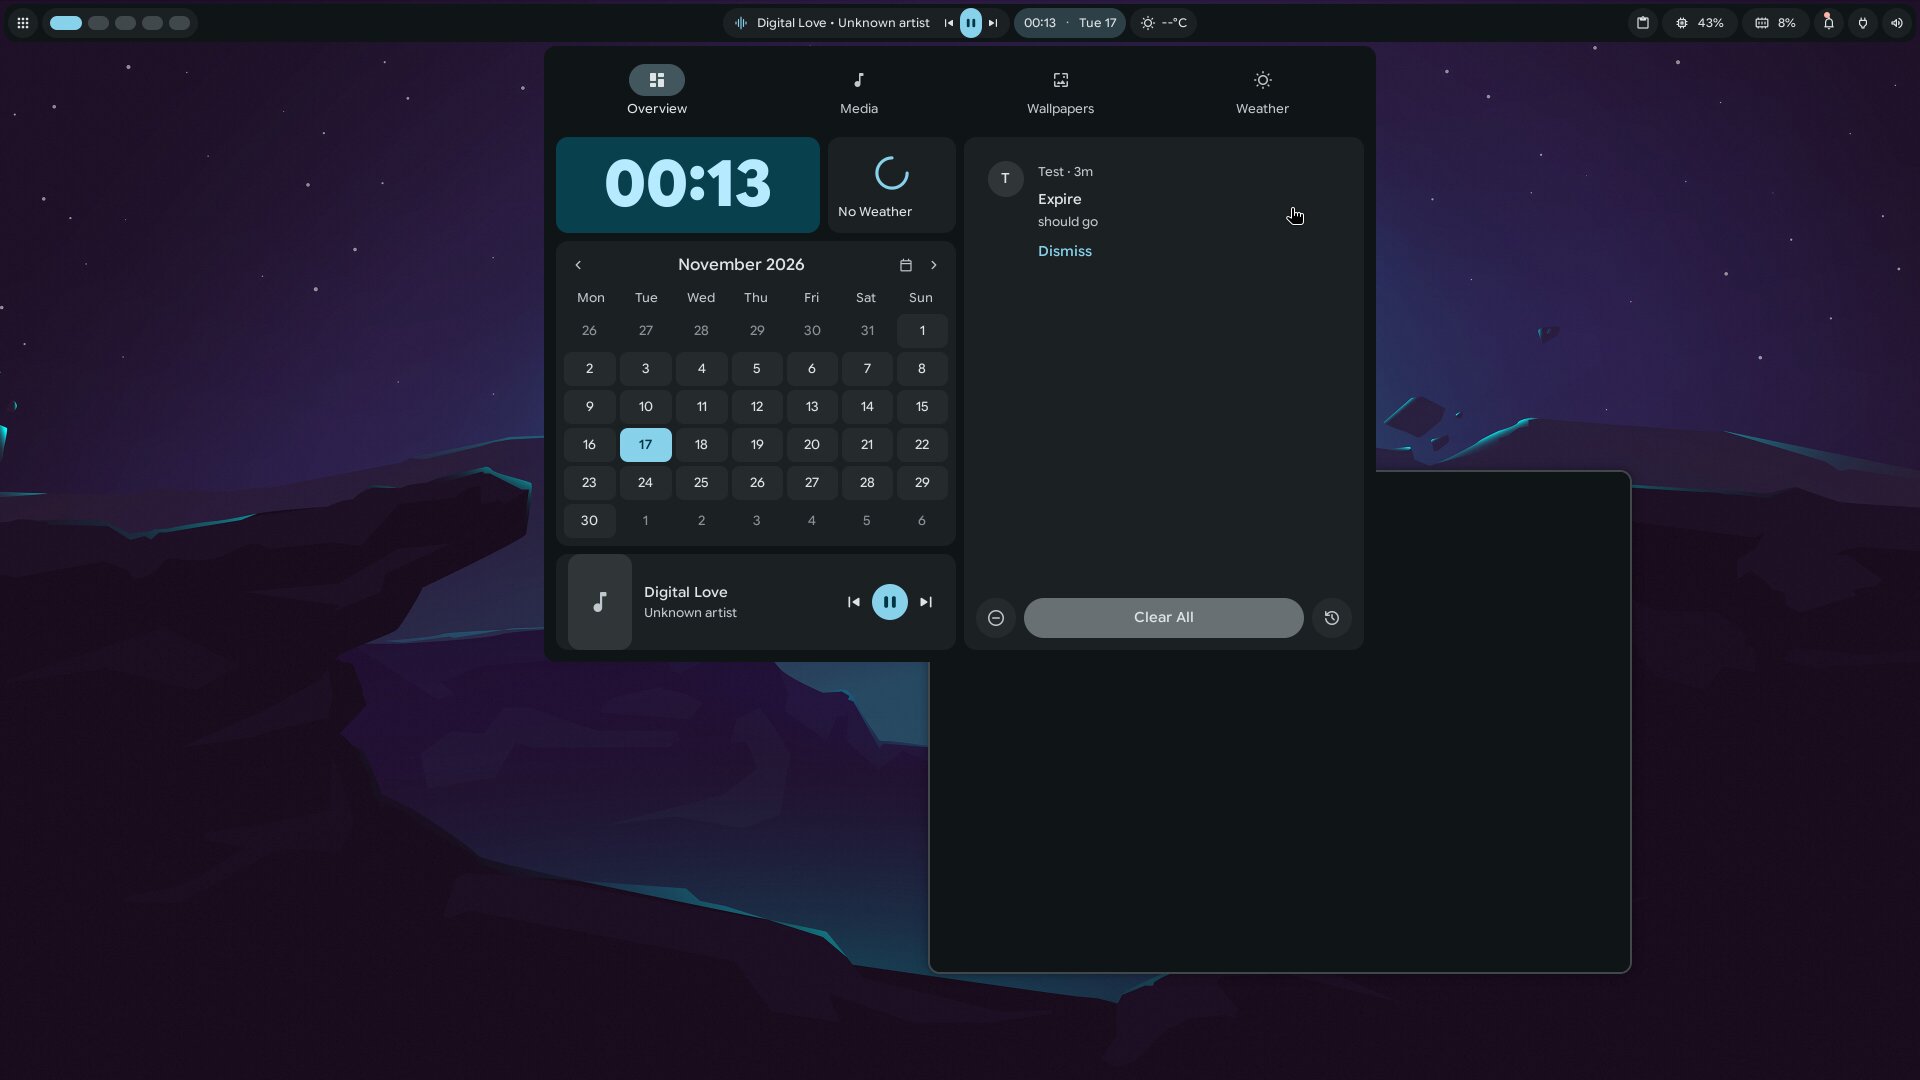 Digital Love • Unknown artist
00:13 · Tue 17
--°C
43%
8%
Overview
Media
Wallpapers
Weather
00:13
No Weather
November 2026
Mon Tue Wed Thu Fri Sat Sun
26 27 28 29 30 31 1
2 3 4 5 6 7 8
9 10 11 12 13 14 15
16 17 18 19 20 21 22
23 24 25 26 27 28 29
30 1 2 3 4 5 6
Digital Love
Unknown artist
T
Test · 3m
Expire
should go
Dismiss
Clear All